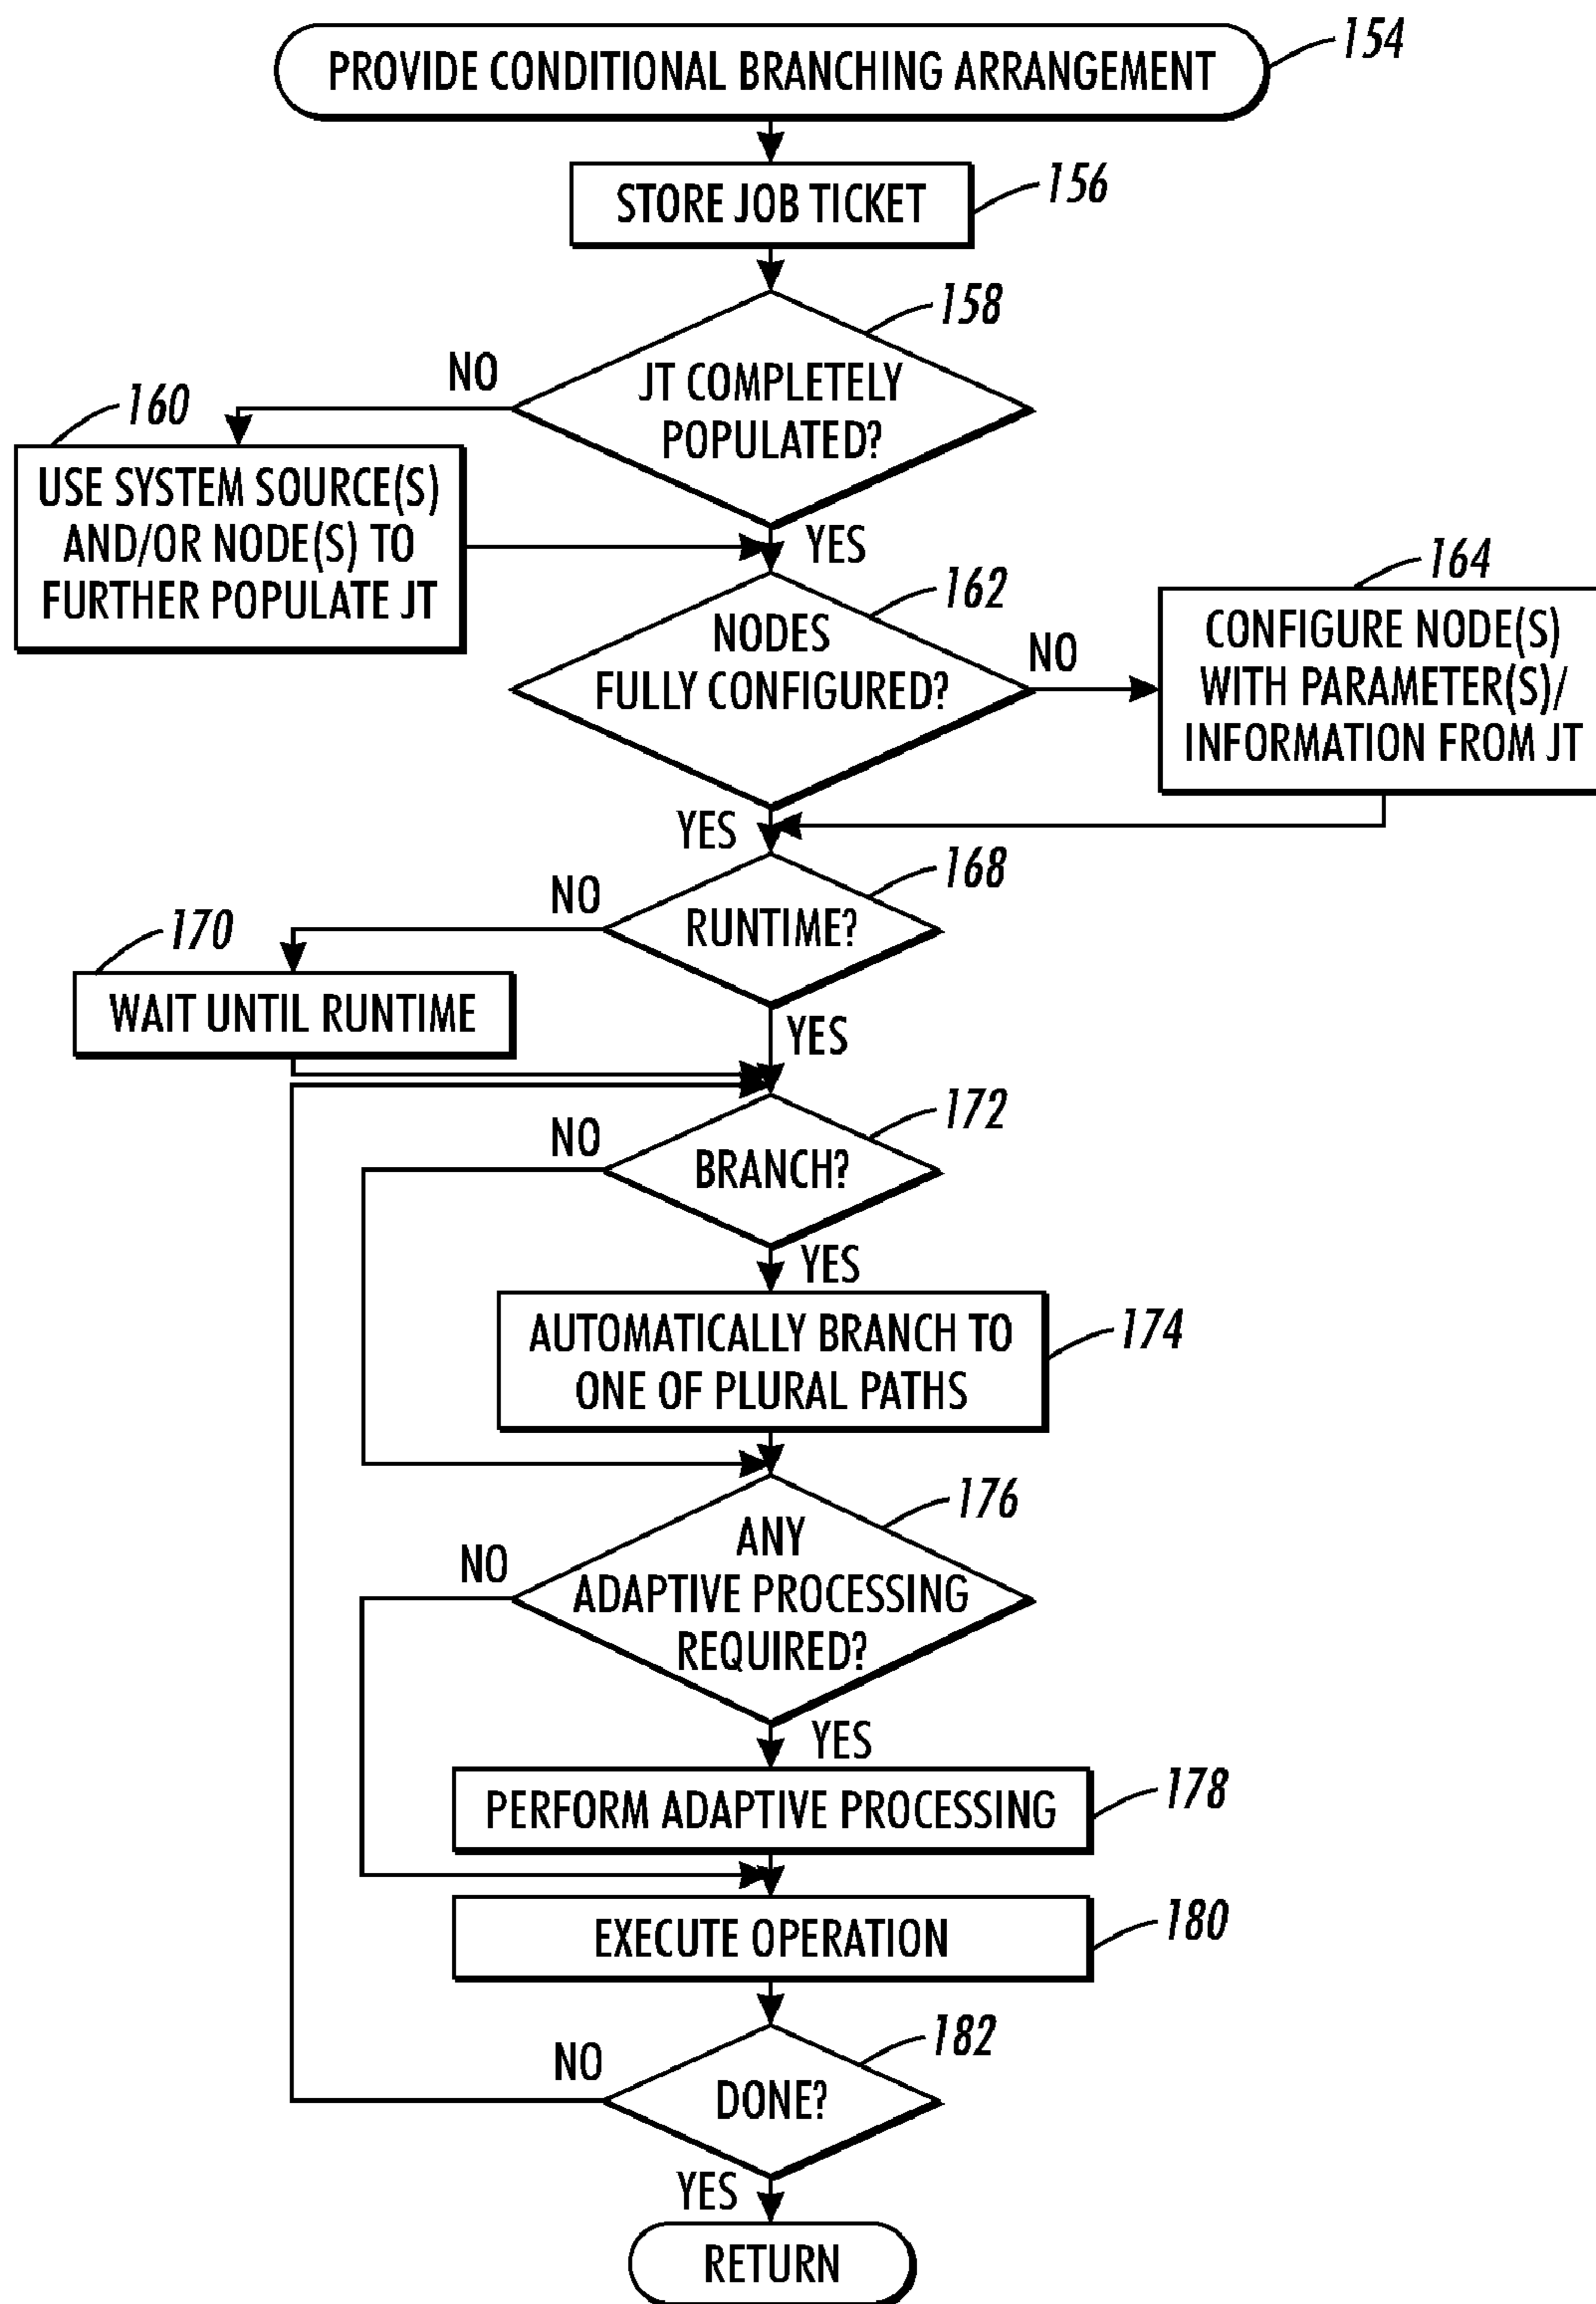 PROVIDE CONDITIONAL BRANCHING ARRANGEMENT
154
STORE JOB TICKET
156
158
JT COMPLETELY
POPULATED?
NO
160
USE SYSTEM SOURCE(S)
AND/OR NODE(S) TO
FURTHER POPULATE JT
YES
162
NODES
FULLY CONFIGURED?
NO
164
CONFIGURE NODE(S)
WITH PARAMETER(S)/
INFORMATION FROM JT
YES
168
RUNTIME?
NO
170
WAIT UNTIL RUNTIME
YES
172
BRANCH?
NO
YES
AUTOMATICALLY BRANCH TO
ONE OF PLURAL PATHS
174
176
ANY
ADAPTIVE PROCESSING
REQUIRED?
NO
YES
PERFORM ADAPTIVE PROCESSING
178
EXECUTE OPERATION
180
182
DONE?
NO
YES
RETURN